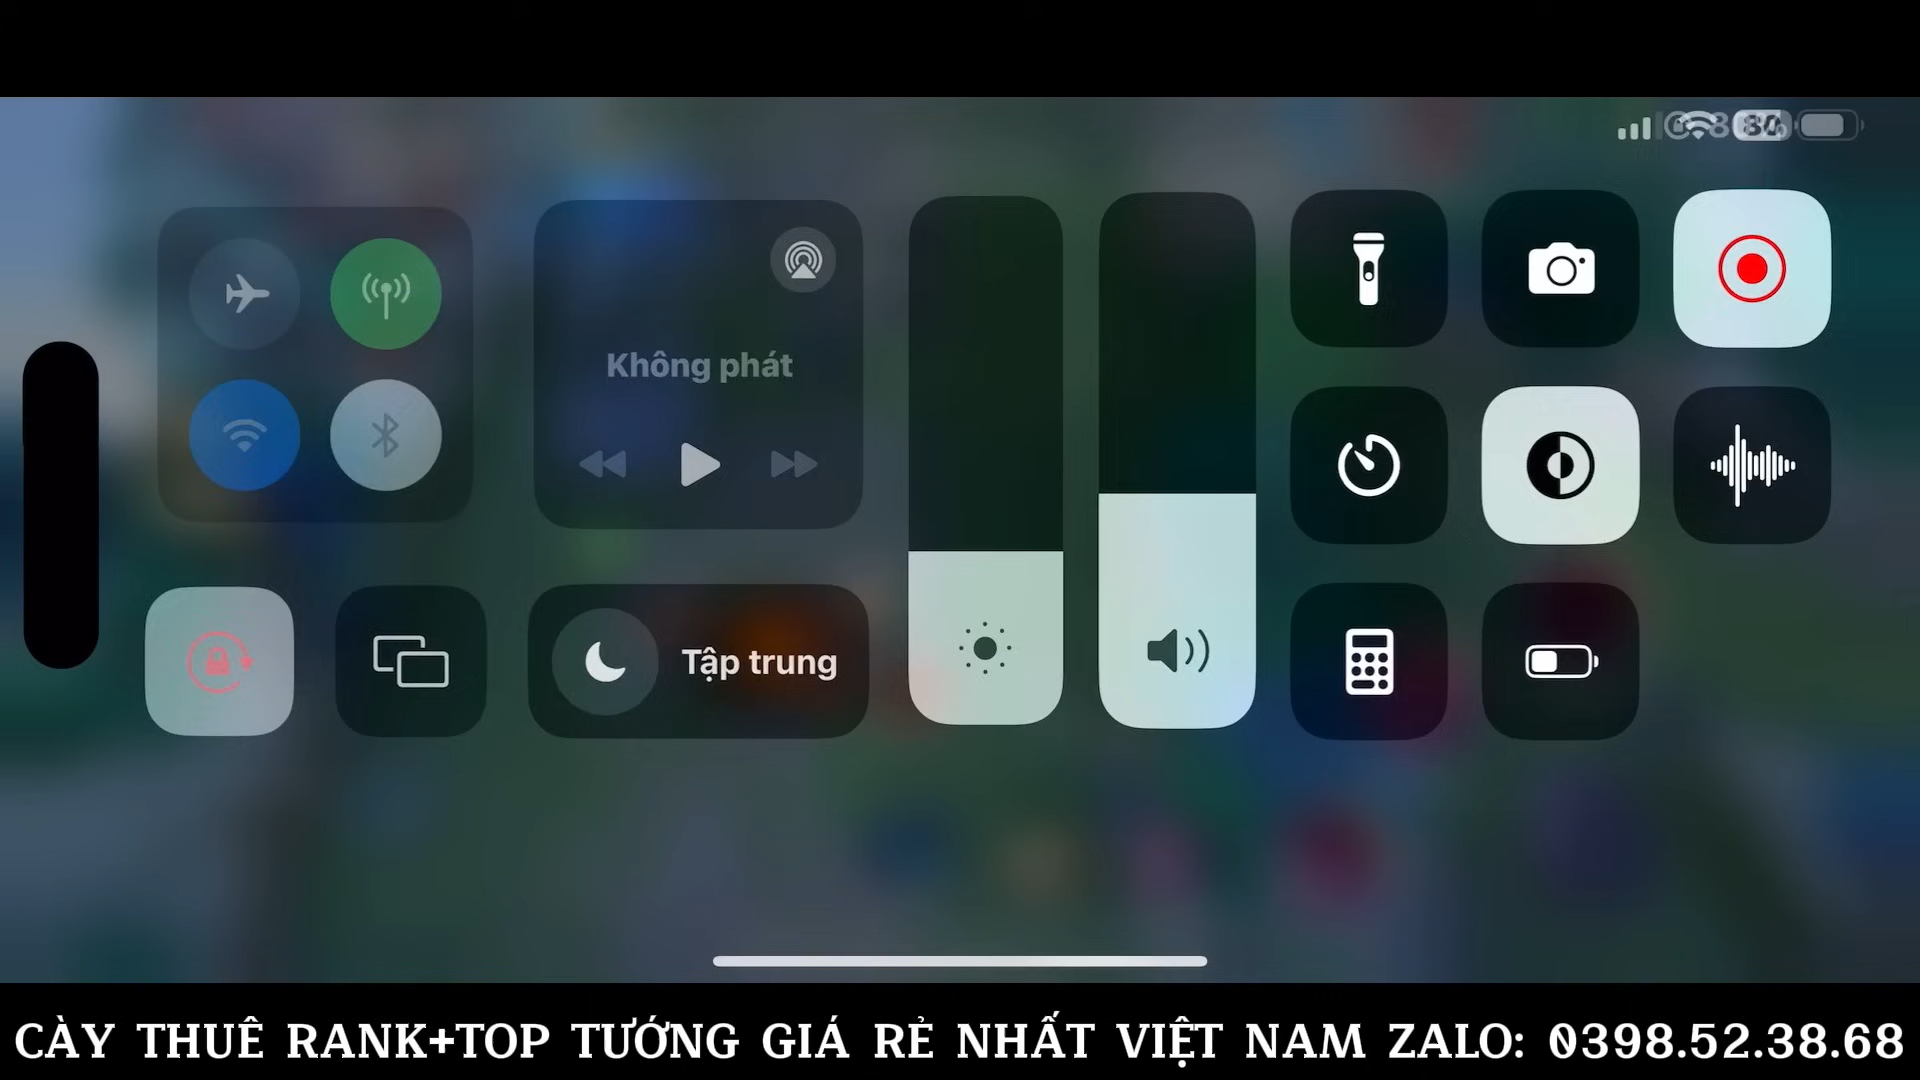 80
Không phát
Tập trung
CÀY THUÊ RANK+TOP TƯỚNG GIÁ RẺ NHẤT VIỆT NAM ZALO: 0398.52.38.68